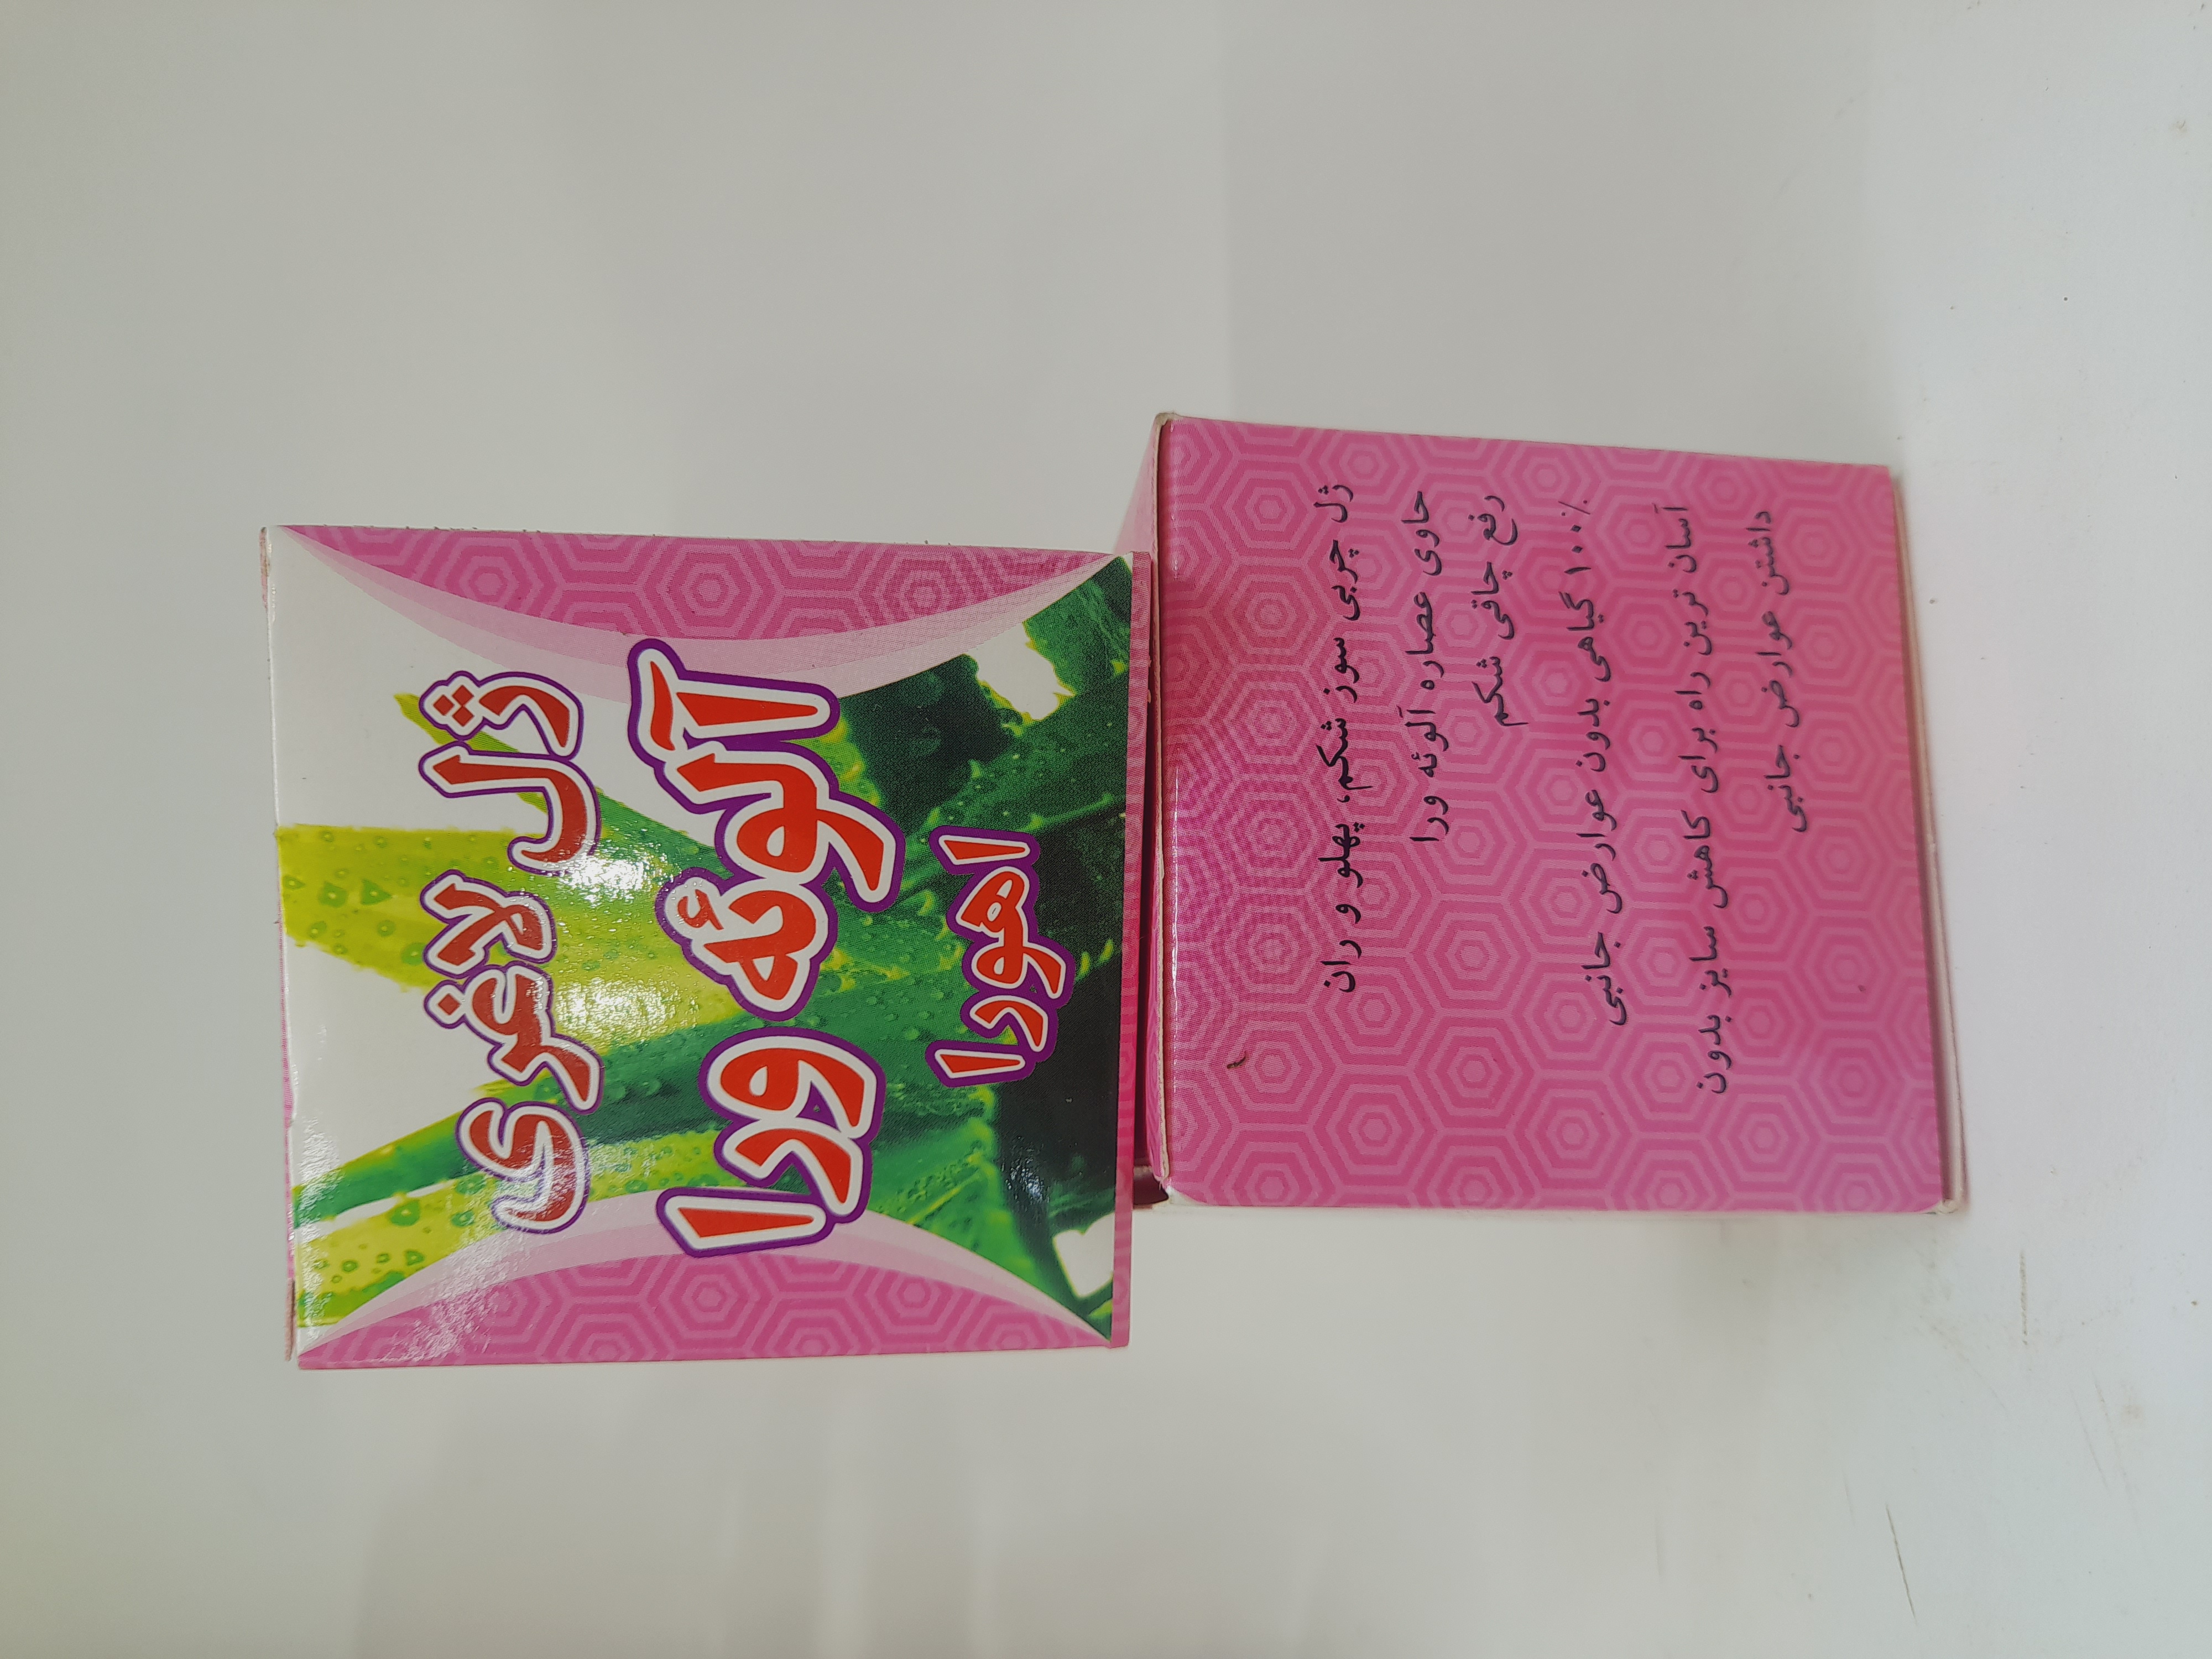 ژل لاغری
آلوئه ورا
اهورا
ژل چربی سوز شکم، پهلو و ران
حاوی عصاره آلوئه ورا
رفع چاقی شکم
۱۰۰٪ گیاهی بدون عوارض جانبی
آسان ترین راه برای کاهش سایز بدون
داشتن عوارض جانبی